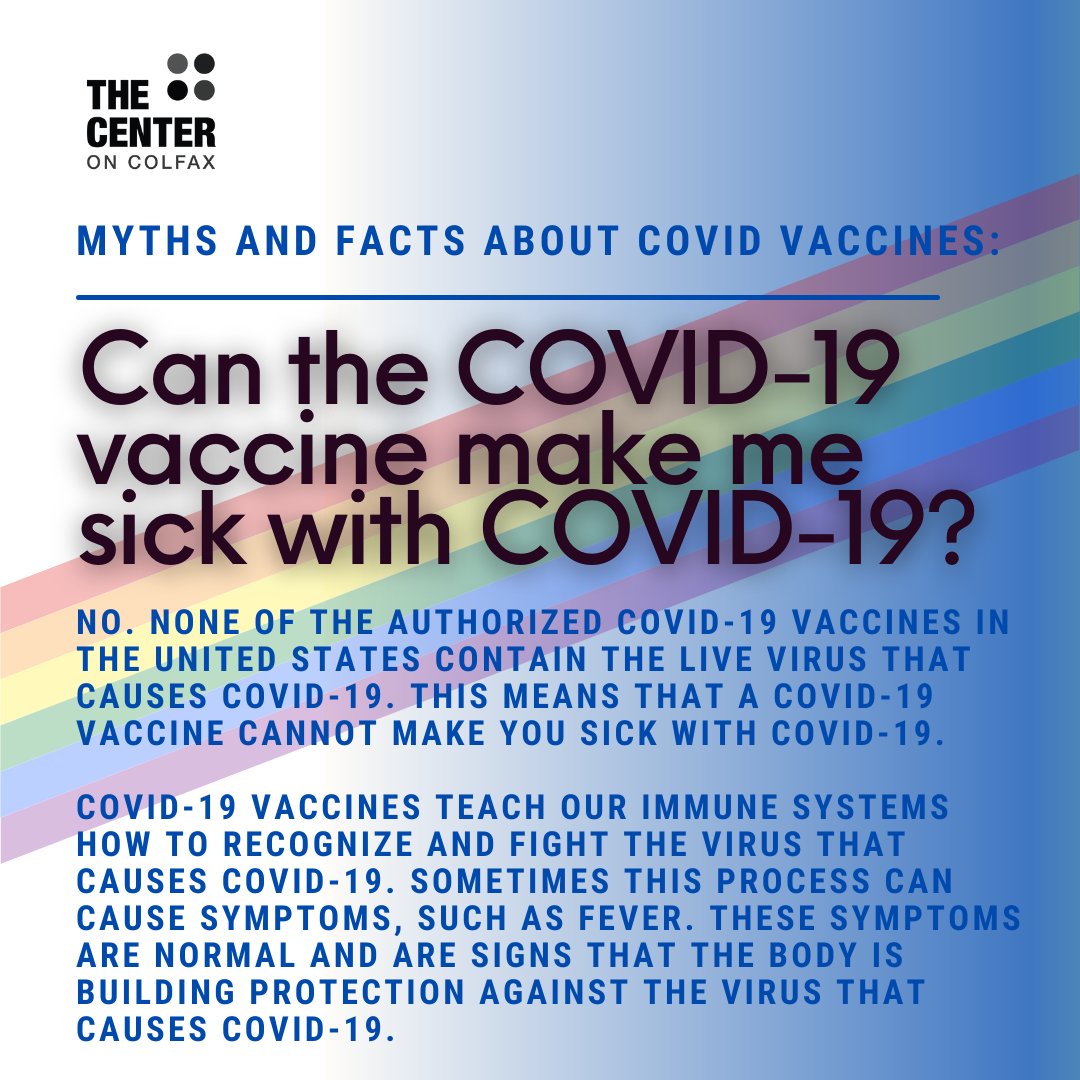 THE
CENTER
ON COLFAX
MYTHS AND FACTS ABOUT COVID VACCINES:
Can the COVID-19
vaccine make me
sick with COVID-19?
NO. NONE OF THE AUTHORIZED COVID-19 VACCINES IN
THE UNITED STATES CONTAIN THE LIVE VIRUS THAT
CAUSES COVID-19. THIS MEANS THAT A COVID-19
VACCINE CANNOT MAKE YOU SICK WITH COVID-19.
COVID-19 VACCINES TEACH OUR IMMUNE SYSTEMS
HOW TO RECOGNIZE AND FIGHT THE VIRUS THAT
CAUSES COVID-19. SOMETIMES THIS PROCESS CAN
CAUSE SYMPTOMS, SUCH AS FEVER. THESE SYMPTOMS
ARE NORMAL AND ARE SIGNS THAT THE BODY IS
BUILDING PROTECTION AGAINST THE VIRUS THAT
CAUSES COVID-19.